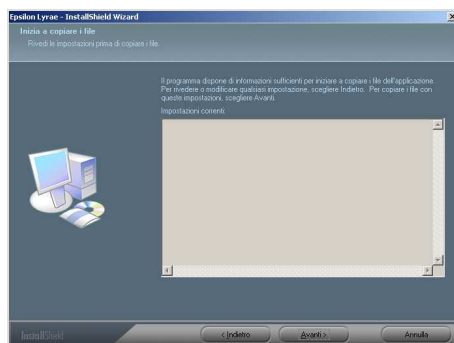 Epsilon Lyrae - InstallShield Wizard
Inizia a copiare i file
Rivedi le impostazioni prima di copiare i file.
Il programma dispone di informazioni sufficienti per iniziare a copiare i file dell'applicazione.
Per rivedere o modificare qualsiasi impostazione, scegliere Indietro. Per copiare i file con
queste impostazioni, scegliere Avanti.
Impostazioni correnti:
InstallShield
< Indietro
Avanti >
Annulla